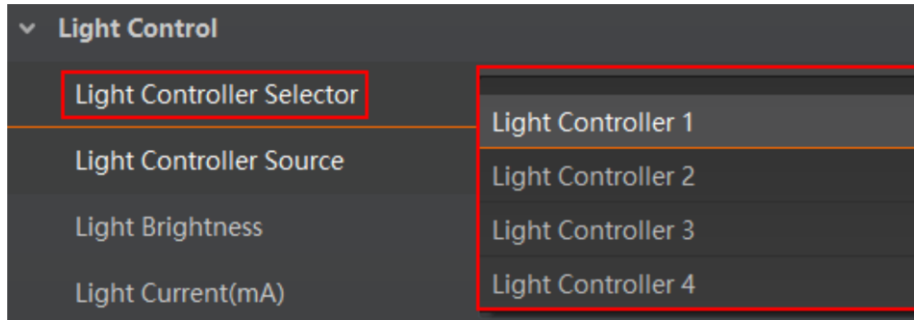 Light Control
Light Controller Selector
Light Controller 1
Light Controller Source
Light Controller 2
Light Brightness
Light Controller 3
Light Current(mA)
Light Controller 4